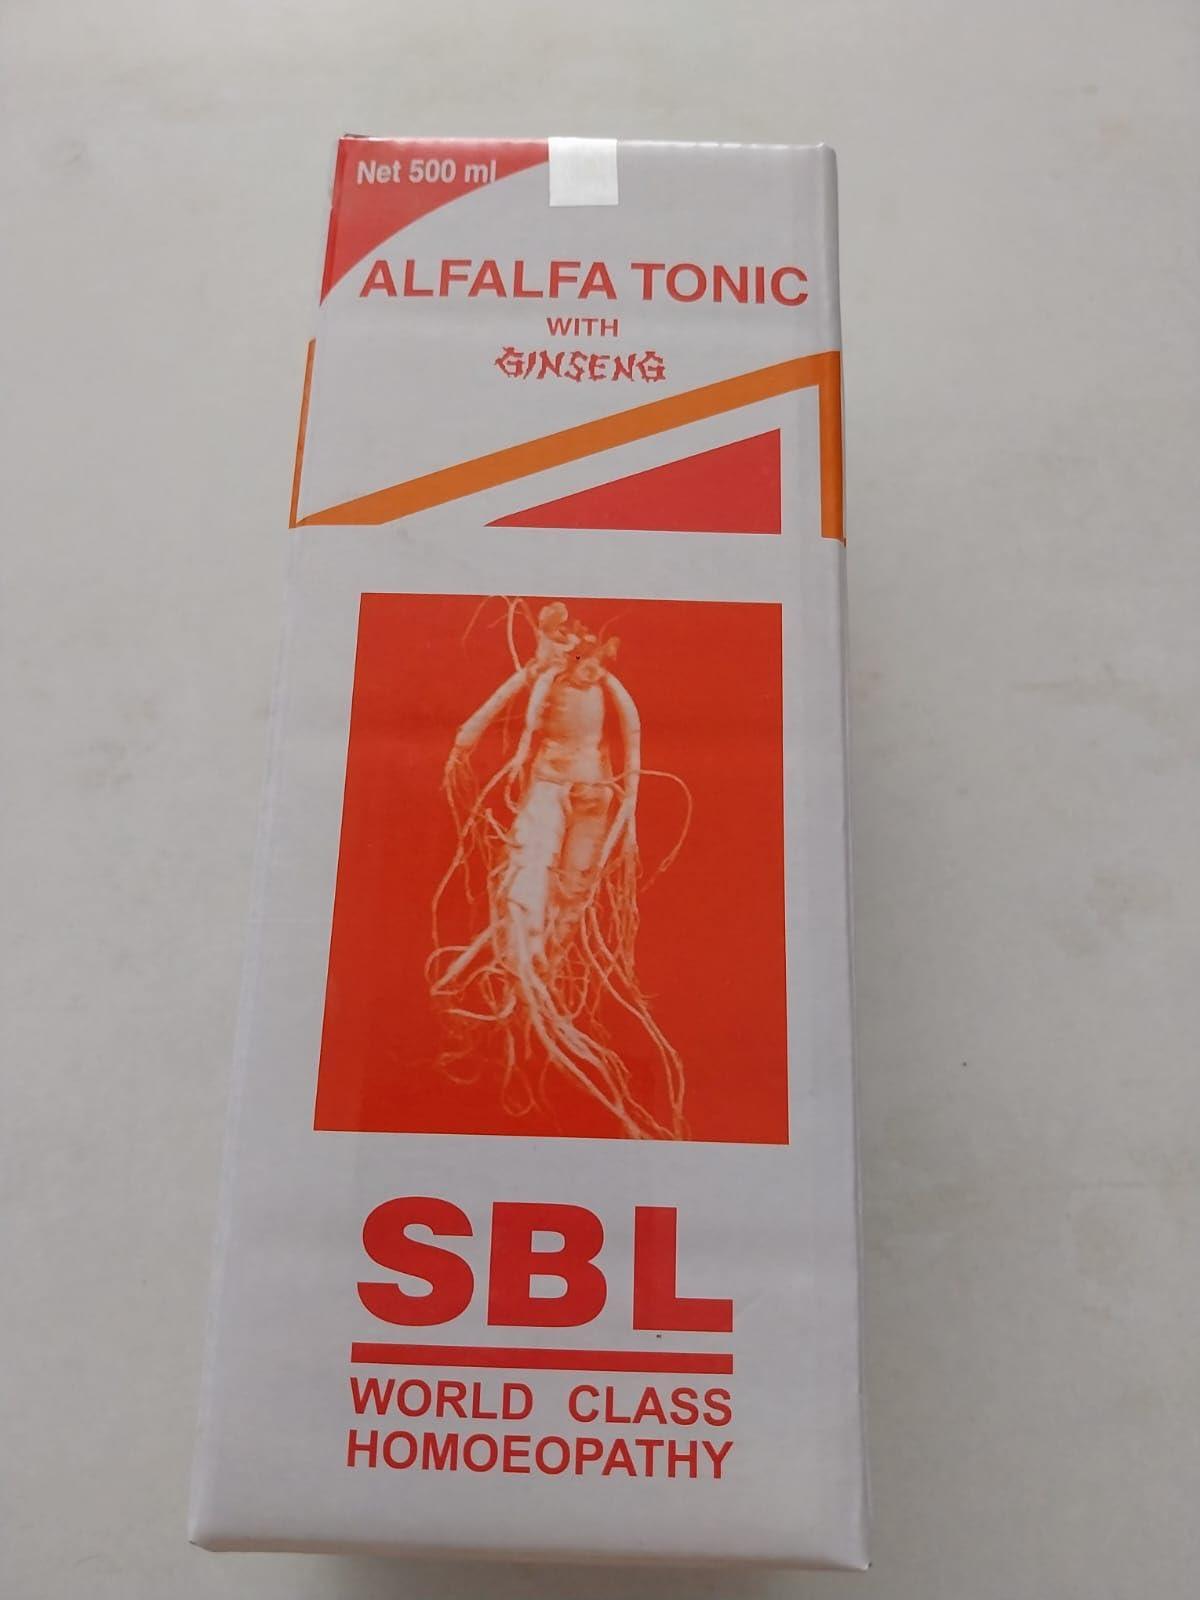 Net 500 ml
ALFALFA TONIC
WITH
GINSENG
SBL
WORLD CLASS
HOMOEOPATHY